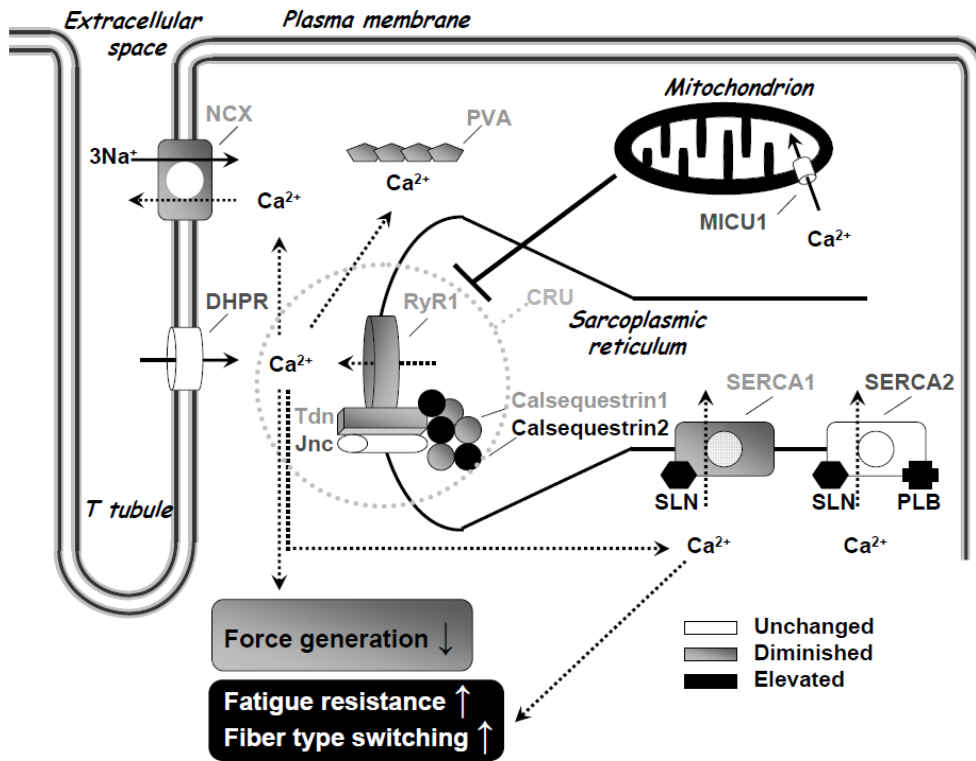 Extracellular
space
Plasma membrane
NCX
3Na⁺
Ca²⁺
PVA
Ca²⁺
Mitochondrion
MICU1
Ca²⁺
DHPR
Ca²⁺
RyR1
CRU
Sarcoplasmic
reticulum
Tdn
Jnc
Calsequestrin1
Calsequestrin2
SERCA1
SERCA2
SLN
SLN
PLB
T tubule
Ca²⁺
Ca²⁺
Force generation ↓
Fatigue resistance ↑
Fiber type switching ↑
Unchanged
Diminished
Elevated